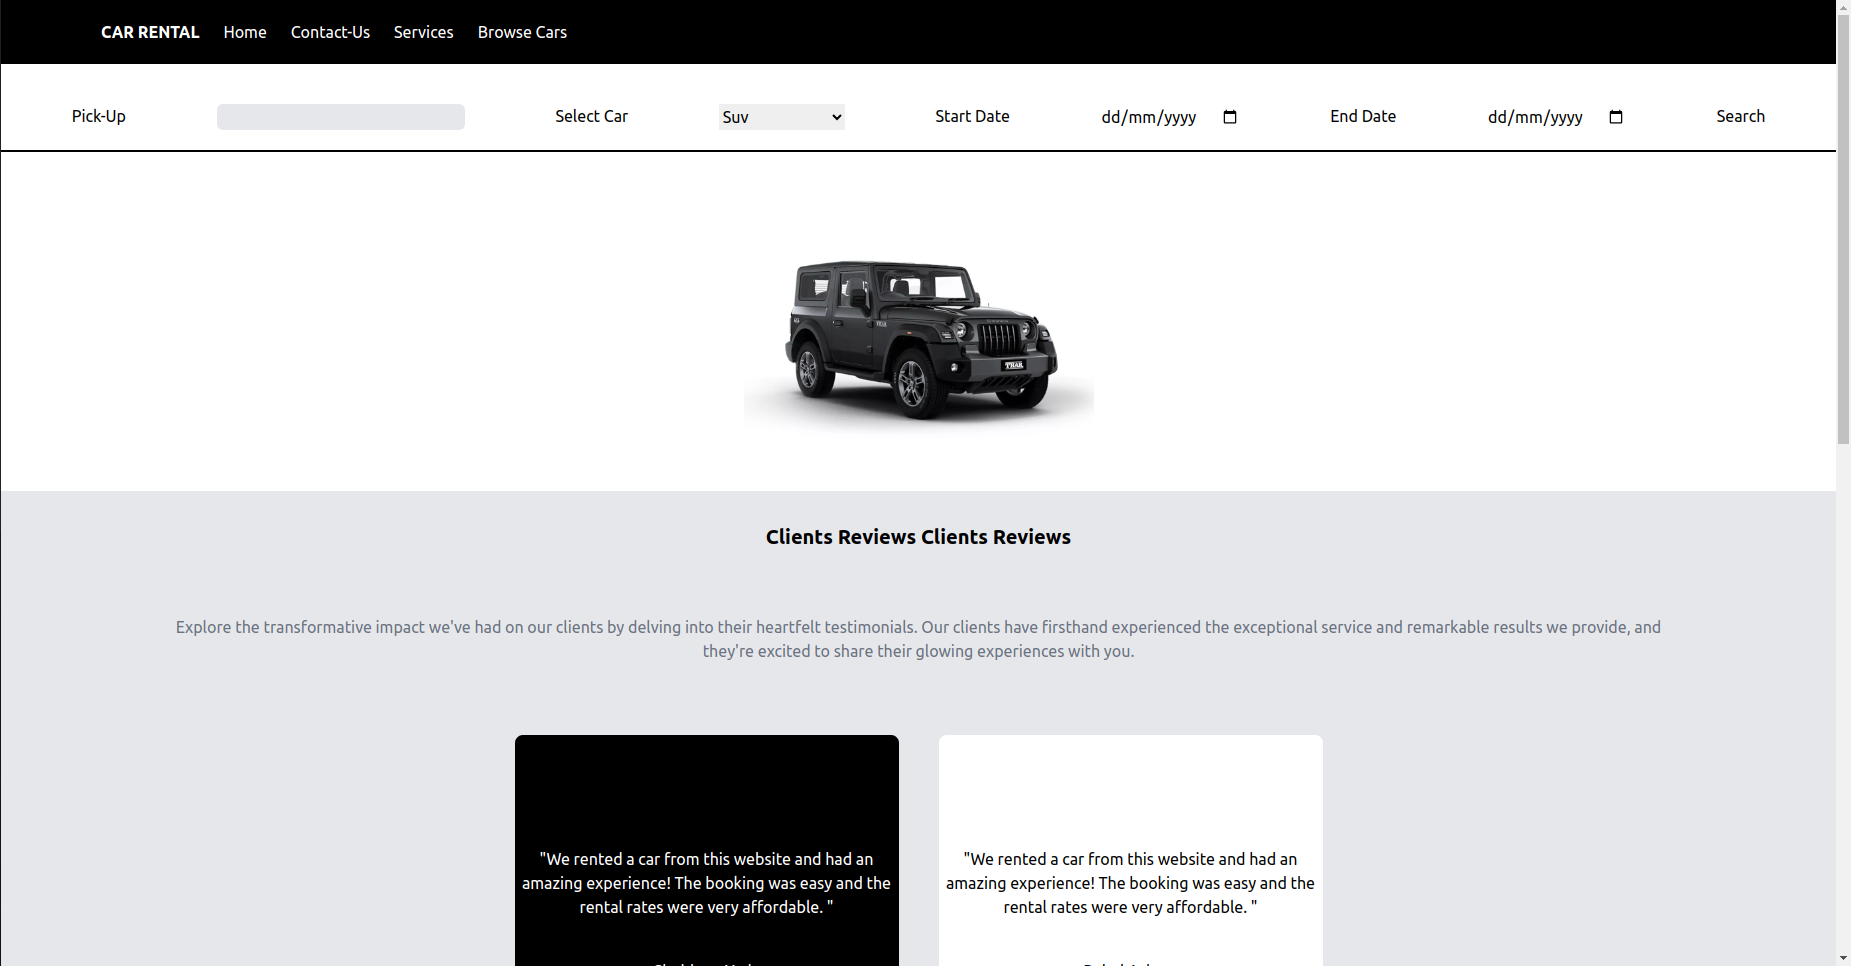 CAR RENTAL Home Contact-Us Services Browse Cars
Pick-Up Select Car Suv Start Date dd/mm/yyyy End Date dd/mm/yyyy Search
THAR
Clients Reviews Clients Reviews
Explore the transformative impact we've had on our clients by delving into their heartfelt testimonials. Our clients have firsthand experienced the exceptional service and remarkable results we provide, and
they're excited to share their glowing experiences with you.
"We rented a car from this website and had an
amazing experience! The booking was easy and the
rental rates were very affordable. "
"We rented a car from this website and had an
amazing experience! The booking was easy and the
rental rates were very affordable. "